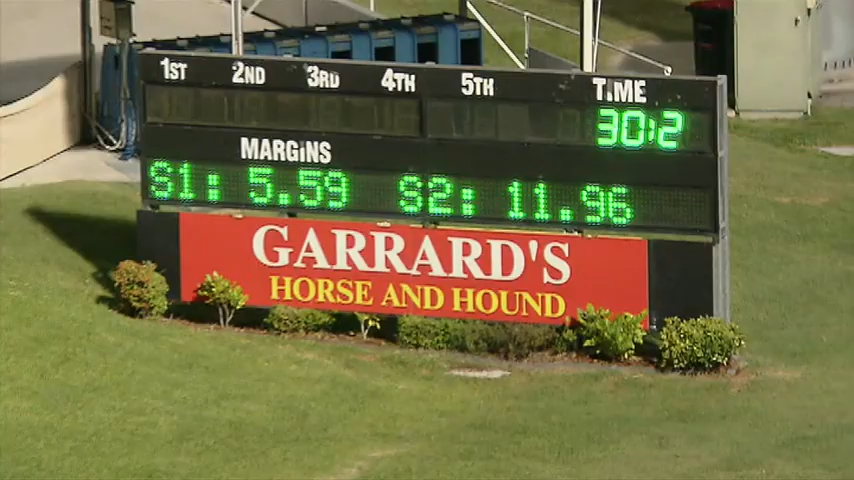 1ST 2ND 3RD 4TH 5TH TIME
30:2
MARGINS
S1: 5.59 S2: 11.96
GARRARD'S
HORSE AND HOUND